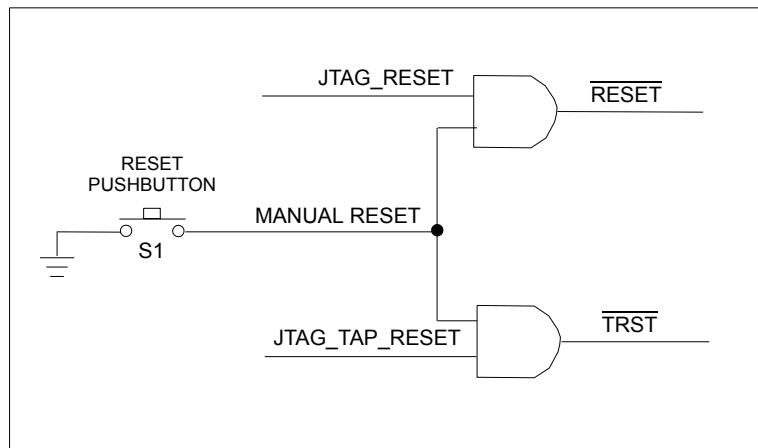 JTAG_RESET
RESET
RESET
PUSHBUTTON
MANUAL RESET
S1
JTAG_TAP_RESET
TRST